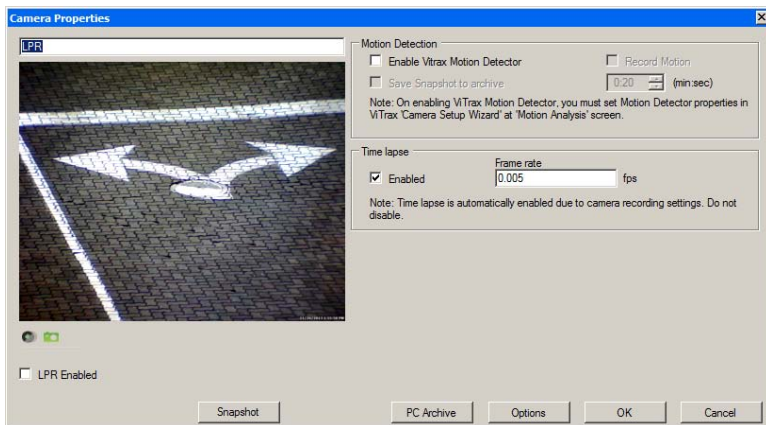 Camera Properties
LPR
Motion Detection
Enable Vitrax Motion Detector
Record Motion
Save Snapshot to archive
0:20
(min:sec)
Note: On enabling ViTrax Motion Detector, you must set Motion Detector properties in
ViTrax 'Camera Setup Wizard' at 'Motion Analysis' screen.
Time lapse
Frame rate
Enabled
0.005
fps
Note: Time lapse is automatically enabled due to camera recording settings. Do not
disable.
LPR Enabled
Snapshot
PC Archive
Options
OK
Cancel